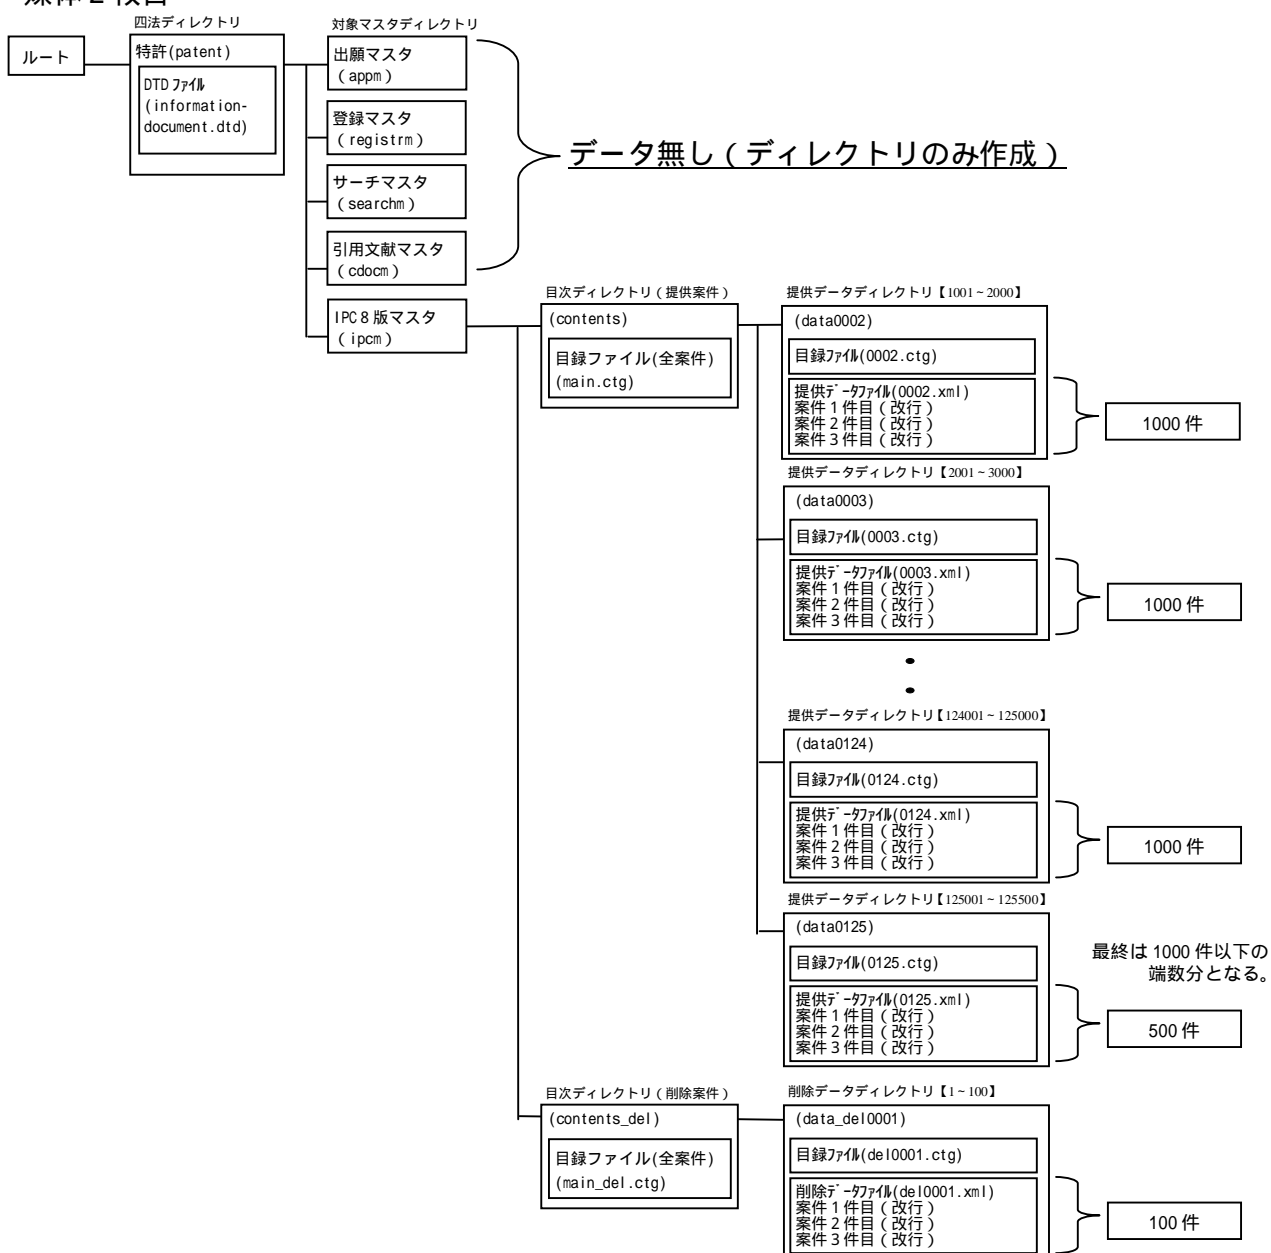 媒体２枚目
四法ディレクトリ
対象マスタディレクトリ
ルート
特許(patent)
DTDファイル
(information-
document.dtd)
出願マスタ
（appm）
登録マスタ
（registrm）
サーチマスタ
（searchm）
引用文献マスタ
（cdocm）
IPC８版マスタ
（ipcm）
データ無し（ディレクトリのみ作成）
目次ディレクトリ（提供案件）
(contents)
目録ファイル(全案件)
(main.ctg)
提供データディレクトリ【1001～2000】
(data0002)
目録ﾌｧｲﾙ(0002.ctg)
提供ﾃﾞｰﾀﾌｧｲﾙ(0002.xml)
案件１件目（改行）
案件２件目（改行）
案件３件目（改行）
1000件
提供データディレクトリ【2001～3000】
(data0003)
目録ﾌｧｲﾙ(0003.ctg)
提供ﾃﾞｰﾀﾌｧｲﾙ(0003.xml)
案件１件目（改行）
案件２件目（改行）
案件３件目（改行）
1000件
提供データディレクトリ【124001～125000】
(data0124)
目録ﾌｧｲﾙ(0124.ctg)
提供ﾃﾞｰﾀﾌｧｲﾙ(0124.xml)
案件１件目（改行）
案件２件目（改行）
案件３件目（改行）
1000件
提供データディレクトリ【125001～125500】
(data0125)
目録ﾌｧｲﾙ(0125.ctg)
提供ﾃﾞｰﾀﾌｧｲﾙ(0125.xml)
案件１件目（改行）
案件２件目（改行）
案件３件目（改行）
最終は1000件以下の
端数分となる。
500件
目次ディレクトリ（削除案件）
(contents_del)
目録ファイル(全案件)
(main_del.ctg)
削除データディレクトリ【1～100】
(data_del0001)
目録ﾌｧｲﾙ(del0001.ctg)
削除ﾃﾞｰﾀﾌｧｲﾙ(del0001.xml)
案件１件目（改行）
案件２件目（改行）
案件３件目（改行）
100件